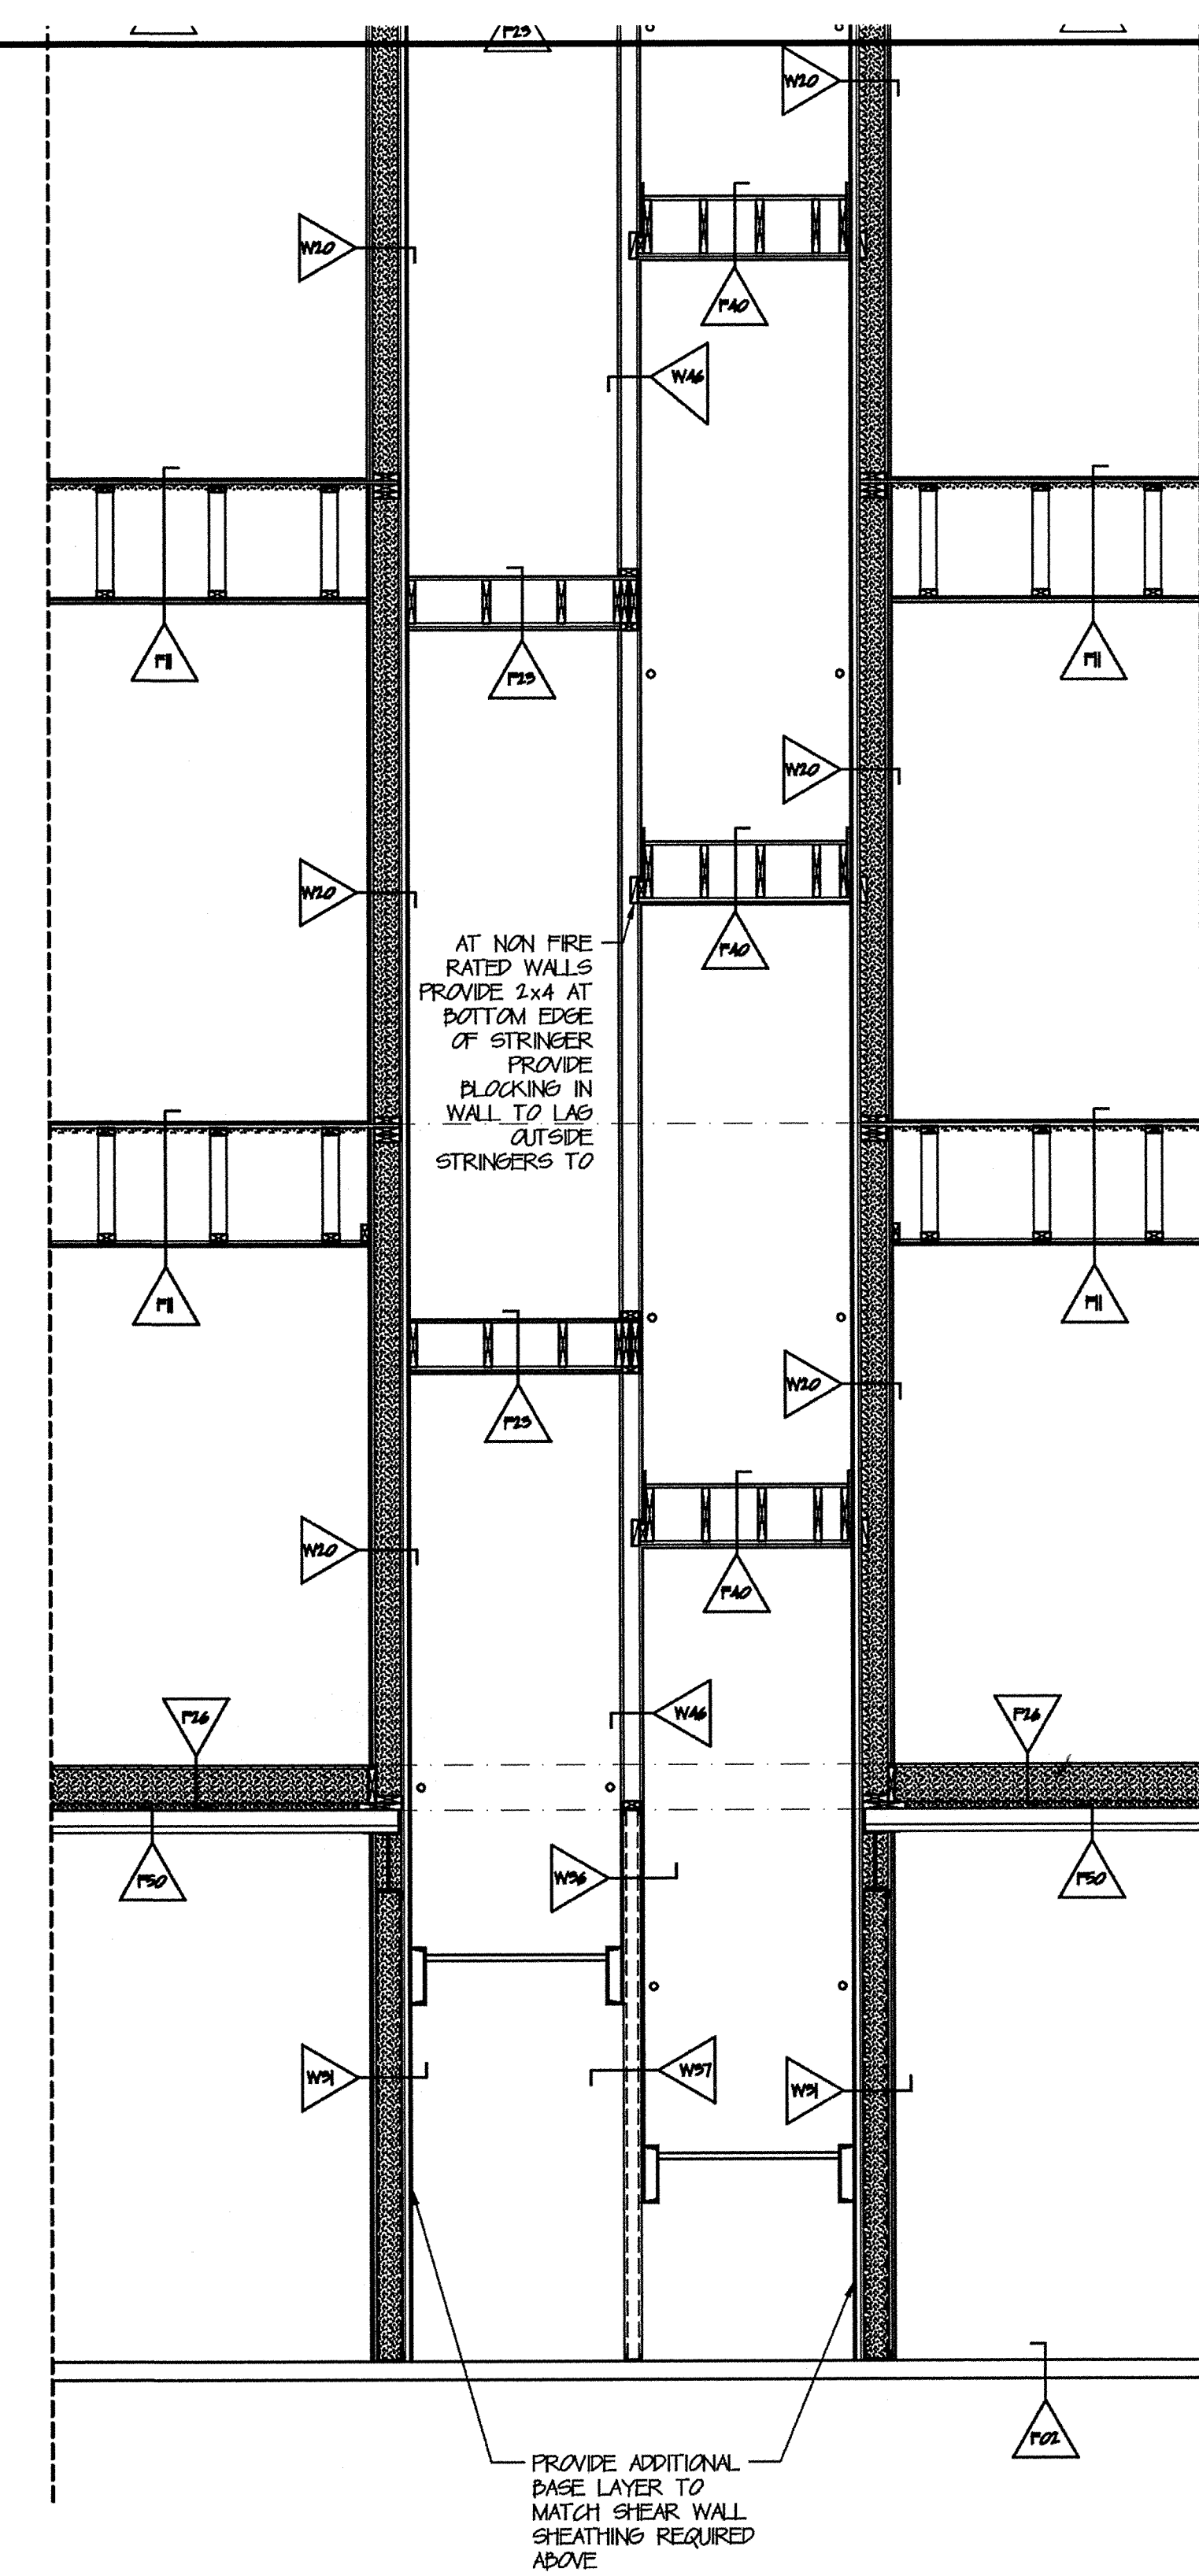 F23
W20
W20
F40
W46
F11
F23
F11
W20
W20
F40
AT NON FIRE
RATED WALLS
PROVIDE 2x4 AT
BOTTOM EDGE
OF STRINGER
PROVIDE
BLOCKING IN
WALL TO LAG
OUTSIDE
STRINGERS TO
F11
F11
W20
F23
W20
F40
W46
F26
F26
F50
W36
F50
W31
W37
W31
F02
PROVIDE ADDITIONAL
BASE LAYER TO
MATCH SHEAR WALL
SHEATHING REQUIRED
ABOVE